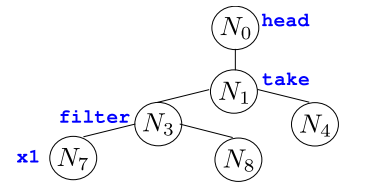 N0 head
N1 take
filter N3 N4
x1 N7 N8